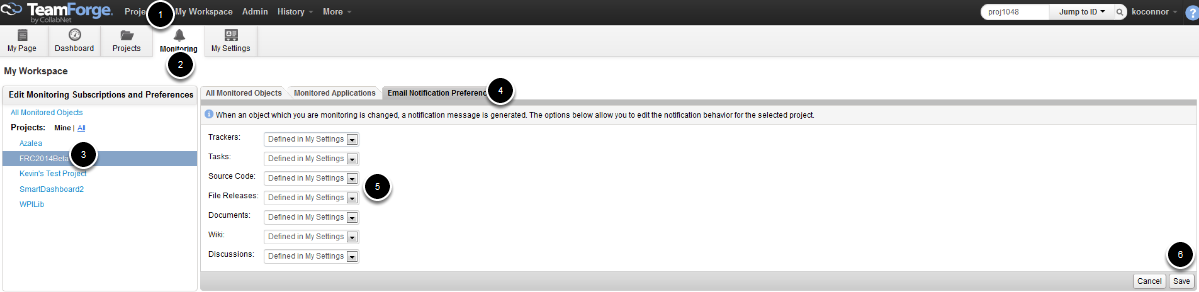 TeamForge.
by CollabNet
1
My Workspace
Admin
History
More
proj1048
Jump to ID
koconnor
?
My Page
Dashboard
Projects
Monitoring
My Settings
2
My Workspace
Edit Monitoring Subscriptions and Preferences
All Monitored Objects
Projects: Mine | All
Azalea
FRC2014Beta
3
Kevin's Test Project
SmartDashboard2
WPILib
All Monitored Objects
Monitored Applications
Email Notification
4
When an object which you are monitoring is changed, a notification message is generated. The options below allow you to edit the notification behavior for the selected project.
Trackers: Defined in My Settings
Tasks: Defined in My Settings
Source Code: Defined in My Settings
5
File Releases: Defined in My Settings
Documents: Defined in My Settings
Wiki: Defined in My Settings
Discussions: Defined in My Settings
6
Cancel
Save